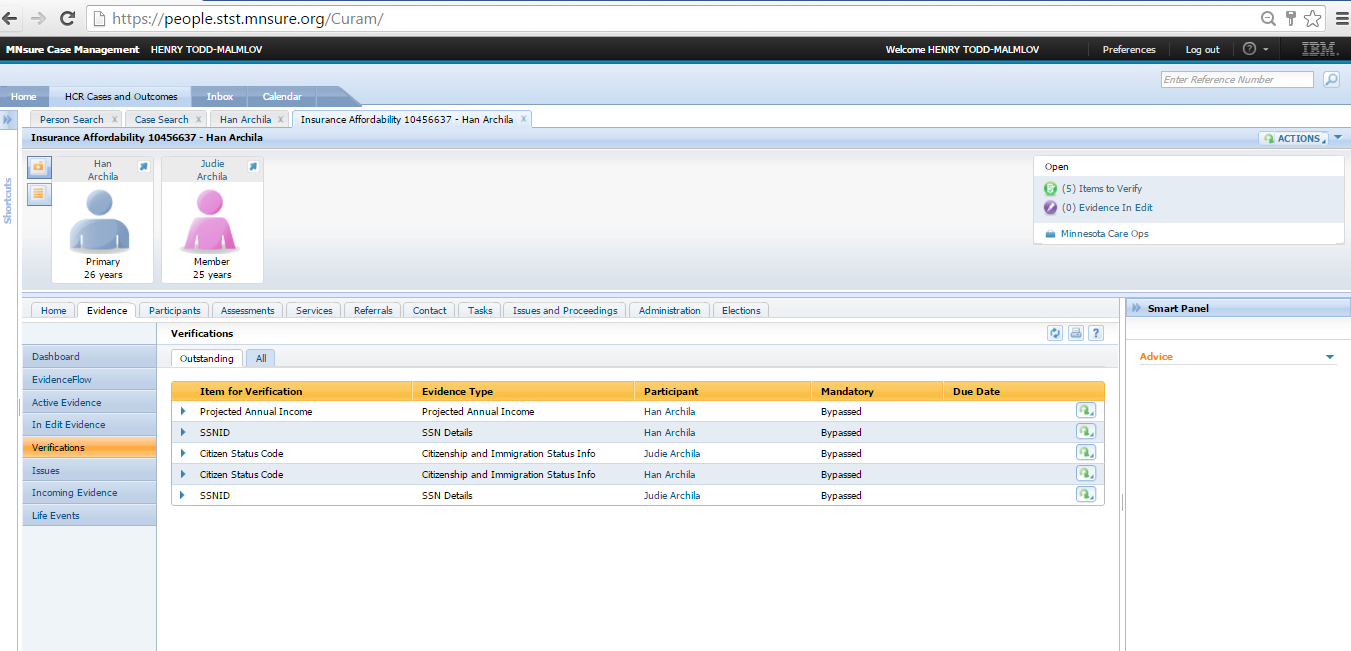 https://people.stst.mnsure.org/Curam/
MNsure Case Management HENRY TODD-MALMLOV Welcome HENRY TODD-MALMLOV Preferences Log out ? IBM.
Enter Reference Number
Home HCR Cases and Outcomes Inbox Calendar
Person Search x Case Search x Han Archila x Insurance Affordability 10456637 - Han Archila x
Insurance Affordability 10456637 - Han Archila ACTIONS
Shortcuts
Han Archila
Primary
26 years
Judie Archila
Member
25 years
Open
(5) Items to Verify
(0) Evidence In Edit
Minnesota Care Ops
Home Evidence Participants Assessments Services Referrals Contact Tasks Issues and Proceedings Administration Elections
Smart Panel
Advice
Dashboard
EvidenceFlow
Active Evidence
In Edit Evidence
Verifications
Issues
Incoming Evidence
Life Events
Verifications ?
Outstanding All
Item for Verification Evidence Type Participant Mandatory Due Date
Projected Annual Income Projected Annual Income Han Archila Bypassed
SSNID SSN Details Han Archila Bypassed
Citizen Status Code Citizenship and Immigration Status Info Judie Archila Bypassed
Citizen Status Code Citizenship and Immigration Status Info Han Archila Bypassed
SSNID SSN Details Judie Archila Bypassed